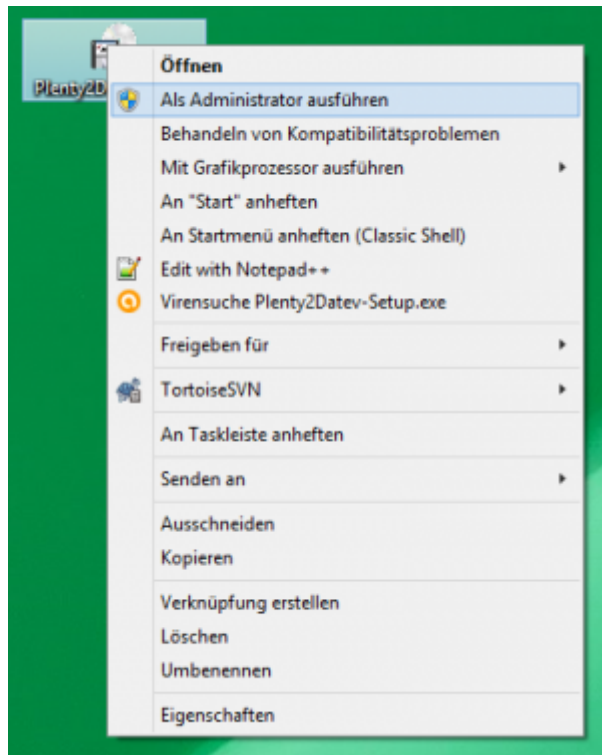 Plenty2D
Öffnen
Als Administrator ausführen
Behandeln von Kompatibilitätsproblemen
Mit Grafikprozessor ausführen
An "Start" anheften
An Startmenü anheften (Classic Shell)
Edit with Notepad++
Virensuche Plenty2Datev-Setup.exe
Freigeben für
TortoiseSVN
An Taskleiste anheften
Senden an
Ausschneiden
Kopieren
Verknüpfung erstellen
Löschen
Umbenennen
Eigenschaften